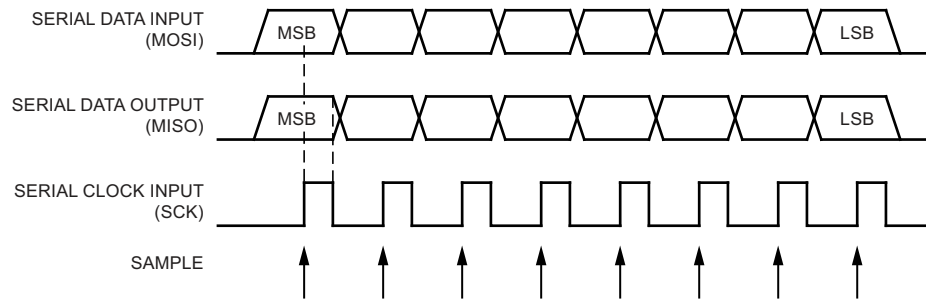 SERIAL DATA INPUT
(MOSI)
MSB
LSB
SERIAL DATA OUTPUT
(MISO)
MSB
LSB
SERIAL CLOCK INPUT
(SCK)
SAMPLE